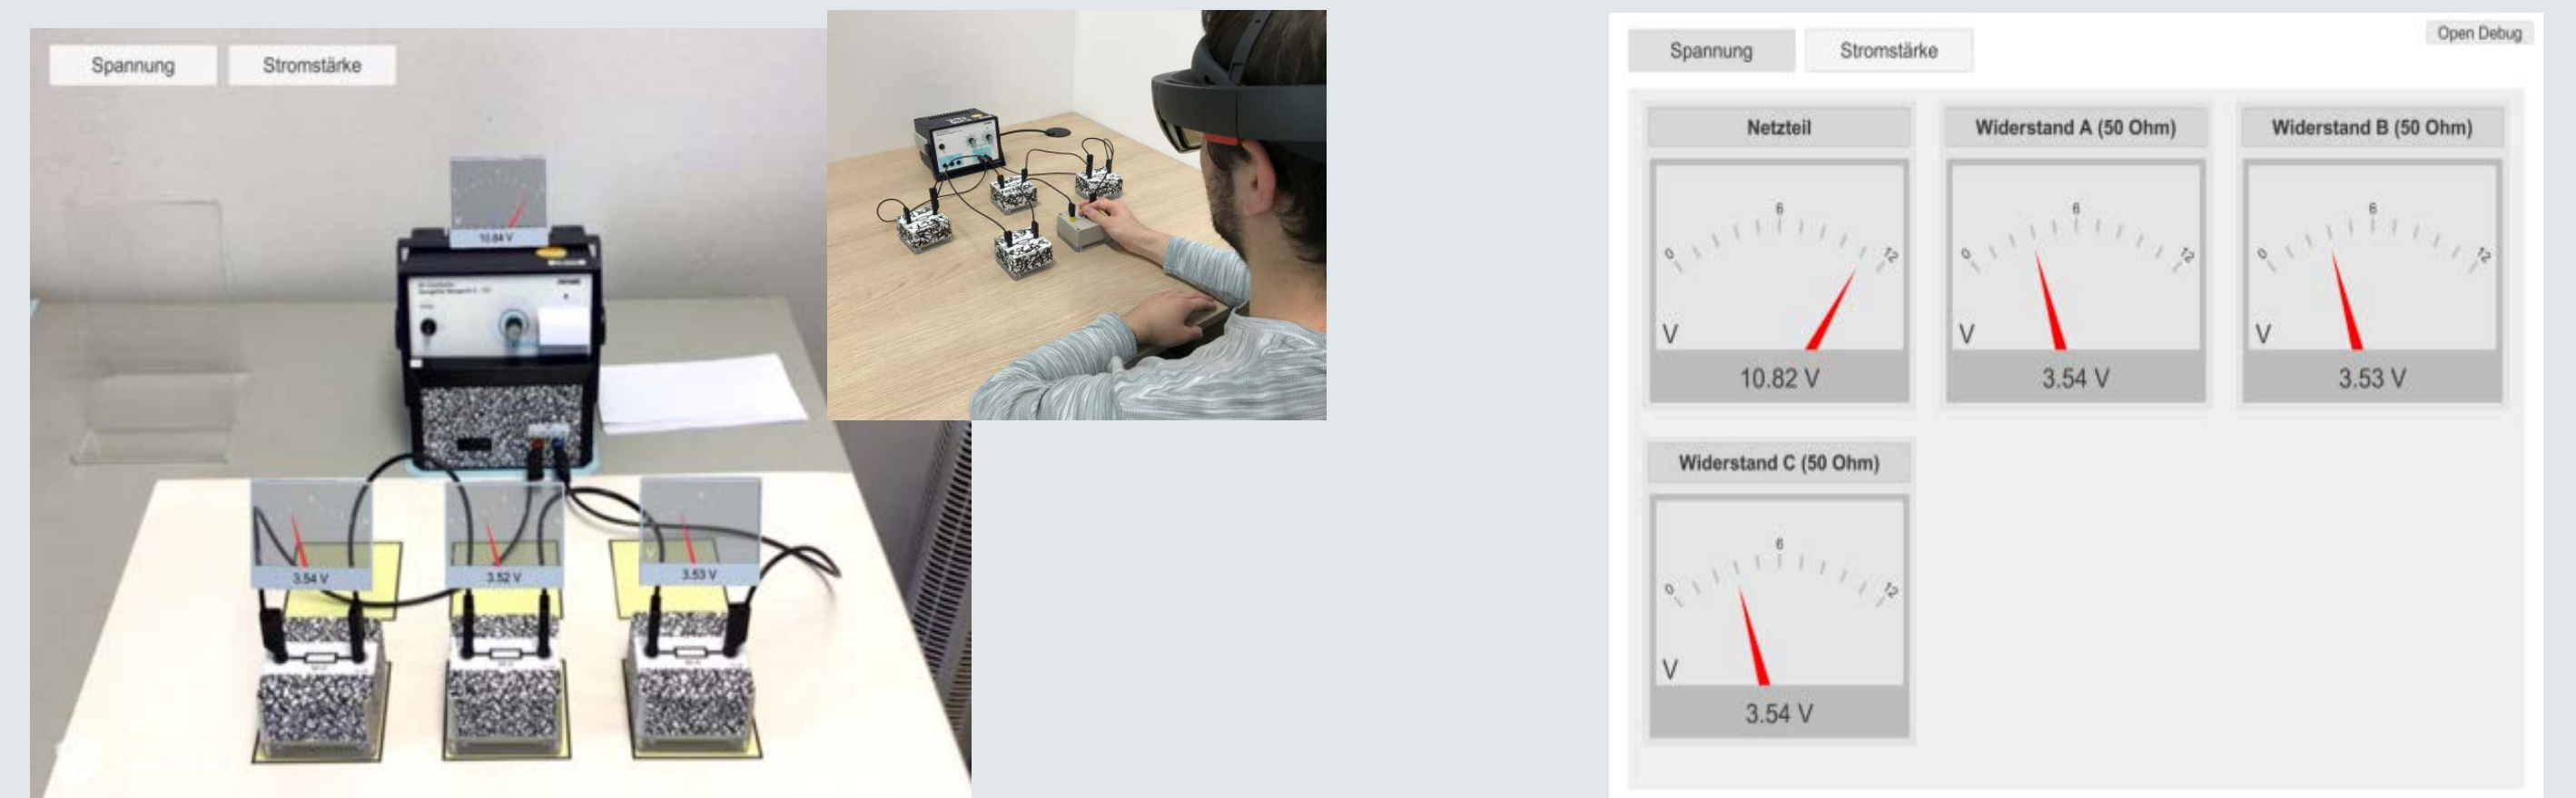 Spannung
Stromstärke
10.84 V
3.54 V
3.52 V
3.53 V
Open Debug
Spannung
Stromstärke
Netzteil
0
6
12
V
10.82 V
Widerstand A (50 Ohm)
0
6
12
V
3.54 V
Widerstand B (50 Ohm)
0
6
12
V
3.53 V
Widerstand C (50 Ohm)
0
6
12
V
3.54 V